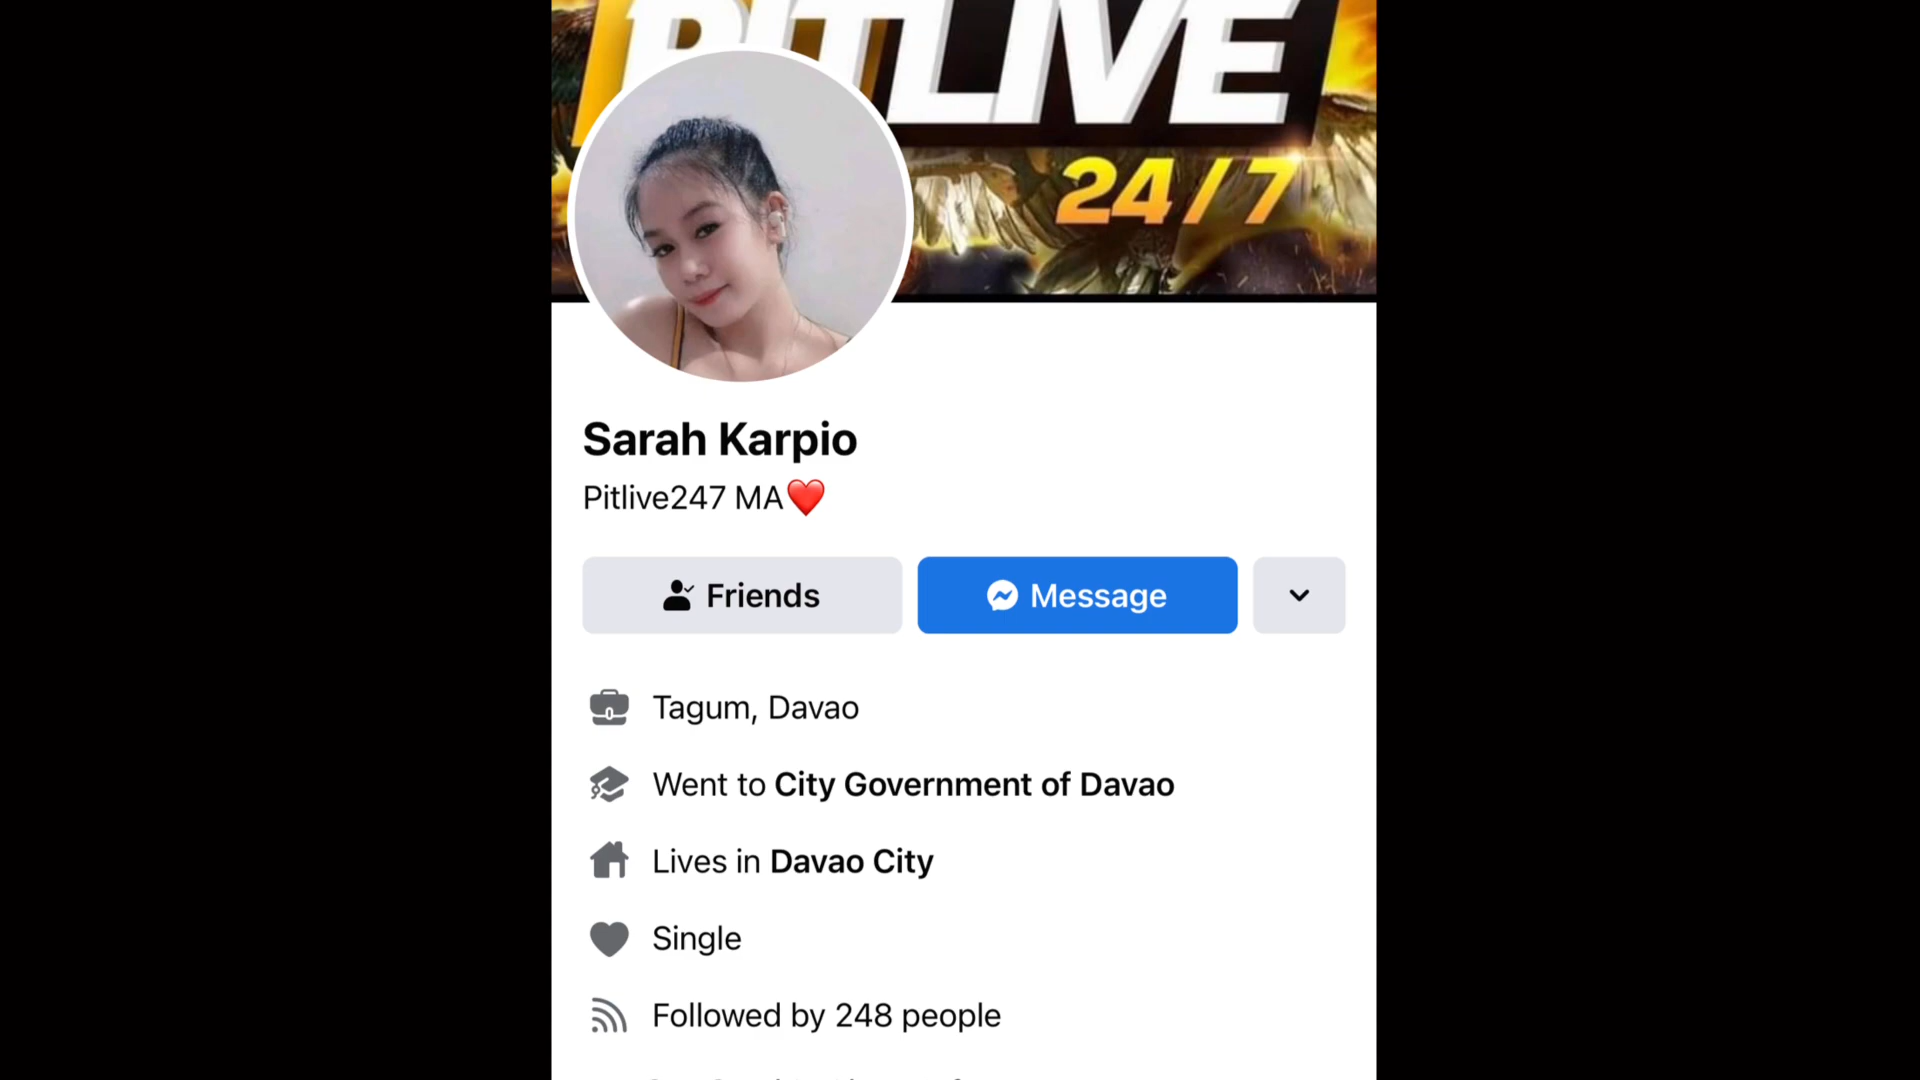 PITLIVE
24/7
Sarah Karpio
Pitlive247 MA❤️
Friends
Message
Tagum, Davao
Went to City Government of Davao
Lives in Davao City
Single
Followed by 248 people